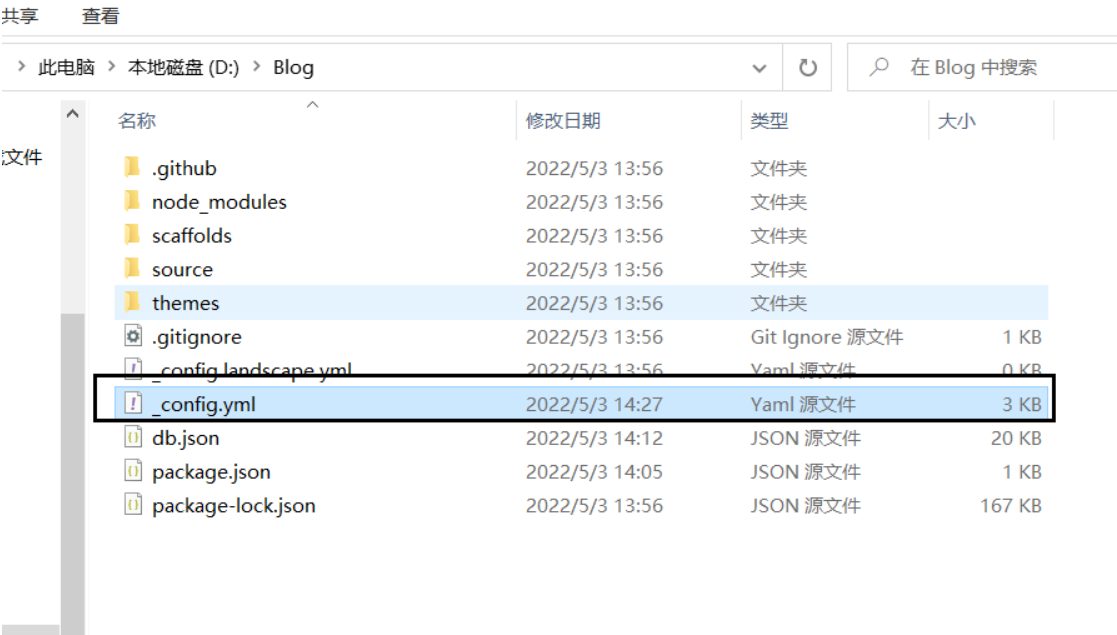 共享 查看
此电脑 本地磁盘 (D:) Blog 在 Blog 中搜索
名称 修改日期 类型 大小
文件
.github 2022/5/3 13:56 文件夹
node_modules 2022/5/3 13:56 文件夹
scaffolds 2022/5/3 13:56 文件夹
source 2022/5/3 13:56 文件夹
themes 2022/5/3 13:56 文件夹
.gitignore 2022/5/3 13:56 Git Ignore 源文件 1 KB
_config.landscape.yml 2022/5/3 13:56 Yaml 源文件 0 KB
_config.yml 2022/5/3 14:27 Yaml 源文件 3 KB
db.json 2022/5/3 14:12 JSON 源文件 20 KB
package.json 2022/5/3 14:05 JSON 源文件 1 KB
package-lock.json 2022/5/3 13:56 JSON 源文件 167 KB